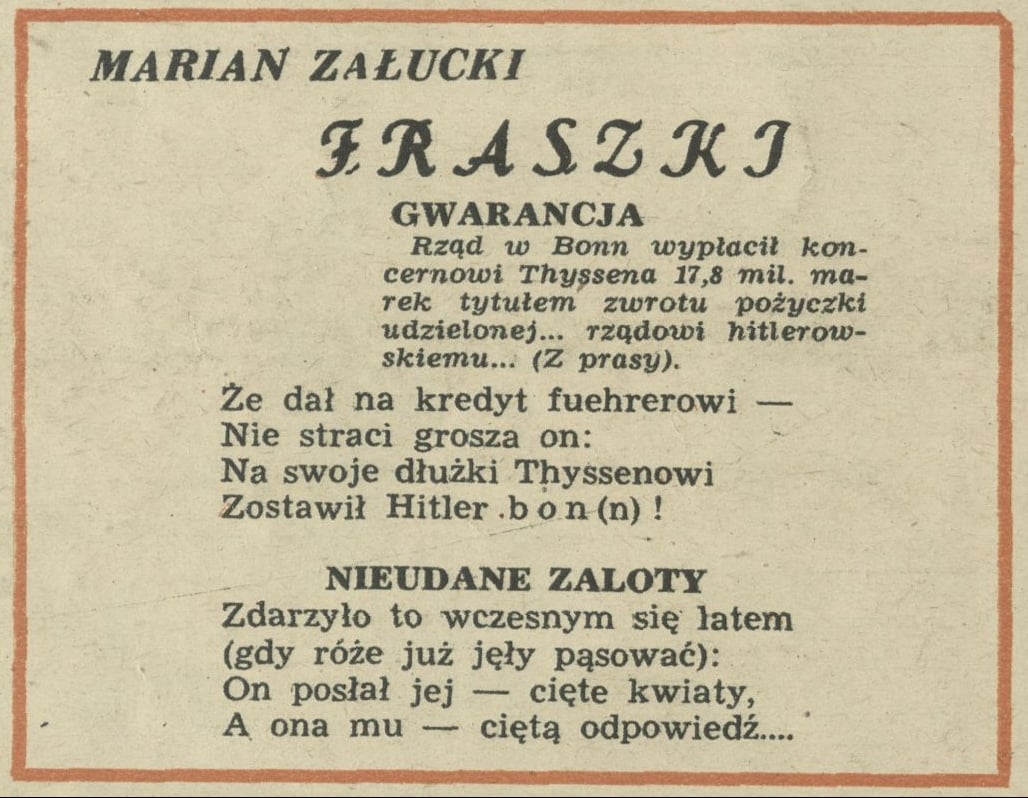 MARIAN ZAŁUCKI
FRASZKI
GWARANCJA
Rząd w Bonn wypłacił kon-
cernowi Thyssena 17,8 mil. ma-
rek tytułem zwrotu pożyczki
udzielonej... rządowi hitlerow-
skiemu... (Z prasy).
Że dał na kredyt fuehrerowi —
Nie straci grosza on:
Na swoje dłużki Thyssenowi
Zostawił Hitler b o n (n) !
NIEUDANE ZALOTY
Zdarzyło to wczesnym się latem
(gdy róże już jęły pąsować):
On posłał jej — cięte kwiaty,
A ona mu — ciętą odpowiedź....